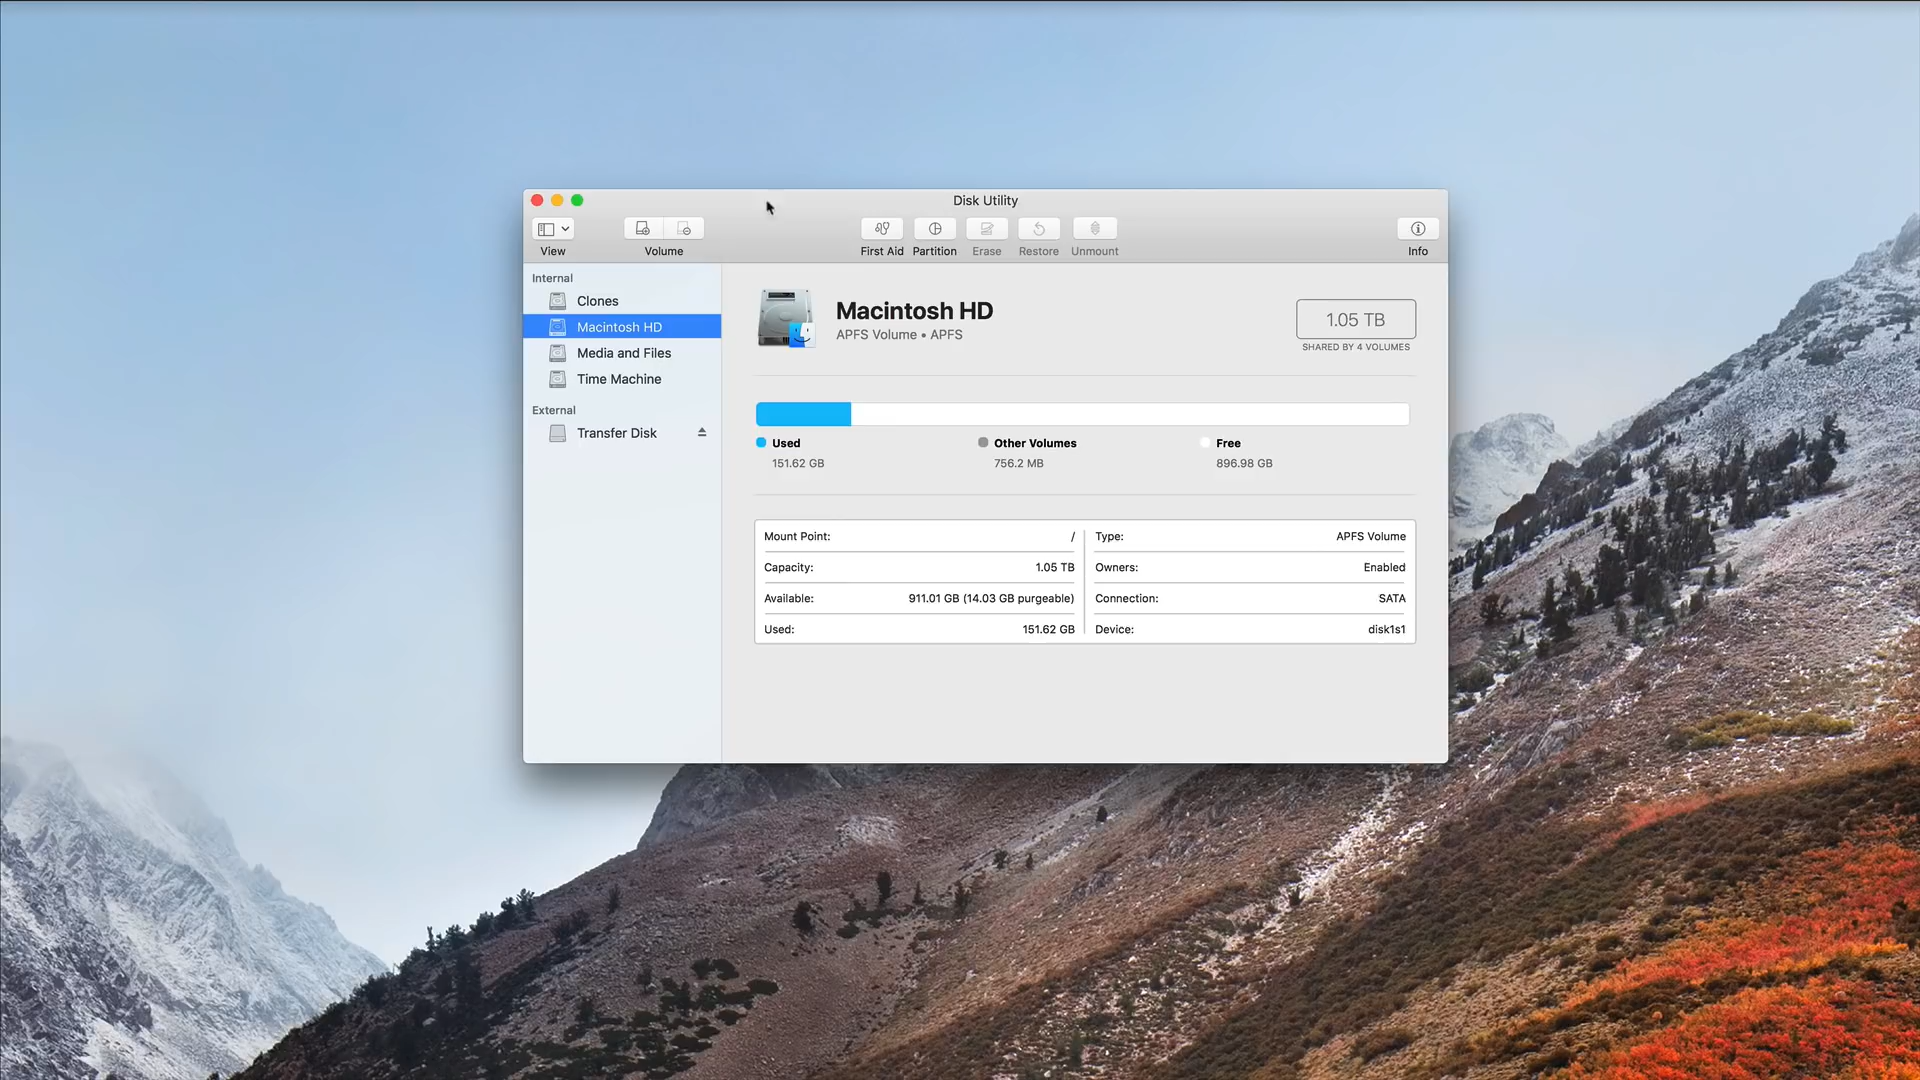 Disk Utility
View
Volume
First Aid
Partition
Erase
Restore
Unmount
Info
Internal
Clones
Macintosh HD
Media and Files
Time Machine
External
Transfer Disk
Macintosh HD
APFS Volume • APFS
1.05 TB
SHARED BY 4 VOLUMES
Used
151.62 GB
Other Volumes
756.2 MB
Free
896.98 GB
Mount Point: /
Capacity: 1.05 TB
Available: 911.01 GB (14.03 GB purgeable)
Used: 151.62 GB
Type: APFS Volume
Owners: Enabled
Connection: SATA
Device: disk1s1